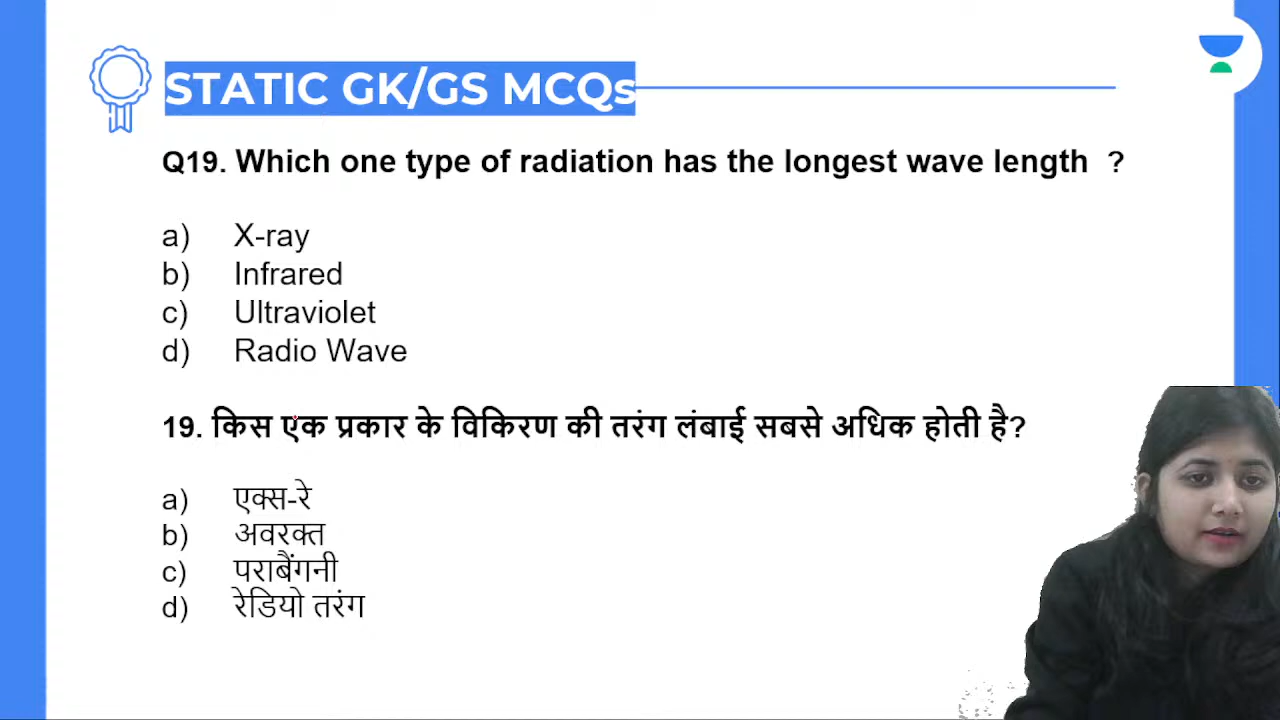 STATIC GK/GS MCQs
Q19. Which one type of radiation has the longest wave length ?
a) X-ray
b) Infrared
c) Ultraviolet
d) Radio Wave
19. किस एक प्रकार के विकिरण की तरंग लंबाई सबसे अधिक होती है?
a) एक्स-रे
b) अवरक्त
c) पराबैंगनी
d) रेडियो तरंग